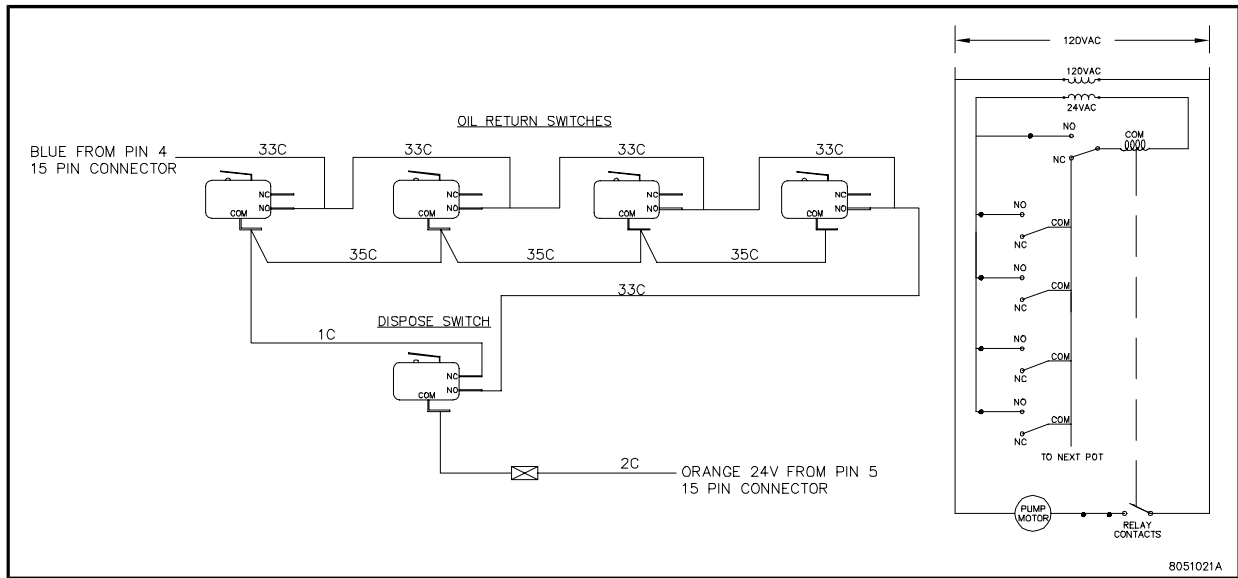 OIL RETURN SWITCHES
BLUE FROM PIN 4
15 PIN CONNECTOR
33C
33C
33C
33C
NC
NO
COM
NC
NO
COM
NC
NO
COM
NC
NO
COM
35C
35C
35C
33C
DISPOSE SWITCH
1C
NC
NO
COM
2C
ORANGE 24V FROM PIN 5
15 PIN CONNECTOR
120VAC
120VAC
24VAC
NO
COM
NC
NO
COM
NC
NO
COM
NC
NO
COM
NC
NO
COM
NC
TO NEXT POT
PUMP
MOTOR
RELAY
CONTACTS
8051021A